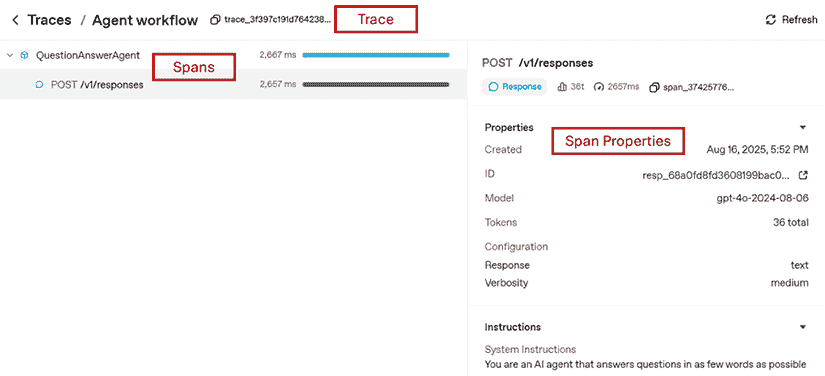 Traces / Agent workflow trace_3f397c191d764238... Trace Refresh
QuestionAnswerAgent 2,667 ms
Spans
POST /v1/responses 2,657 ms
POST /v1/responses
Response 36t 2657ms span_37425776...
Properties
Span Properties
Created Aug 16, 2025, 5:52 PM
ID resp_68a0fd8fd3608199bac0...
Model gpt-4o-2024-08-06
Tokens 36 total
Configuration
Response text
Verbosity medium
Instructions
System Instructions
You are an AI agent that answers questions in as few words as possible